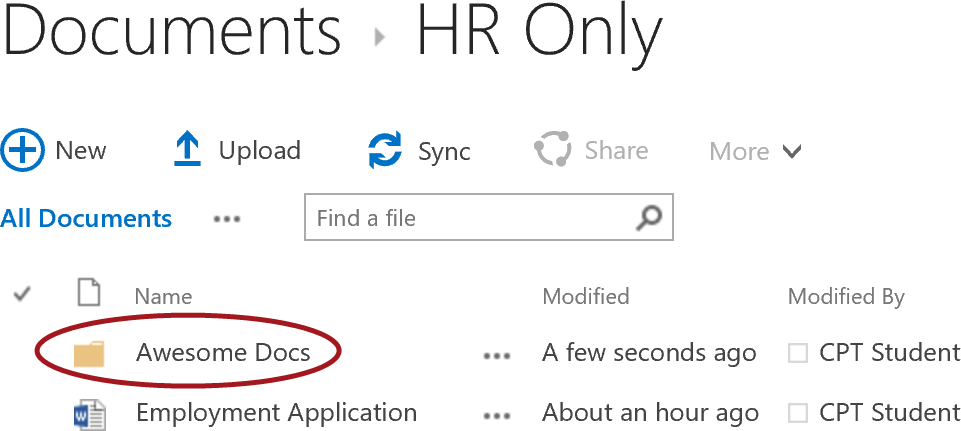 Documents ▸ HR Only
New Upload Sync Share More
All Documents ••• Find a file
Name Modified Modified By
Awesome Docs ••• A few seconds ago CPT Student
Employment Application ••• About an hour ago CPT Student